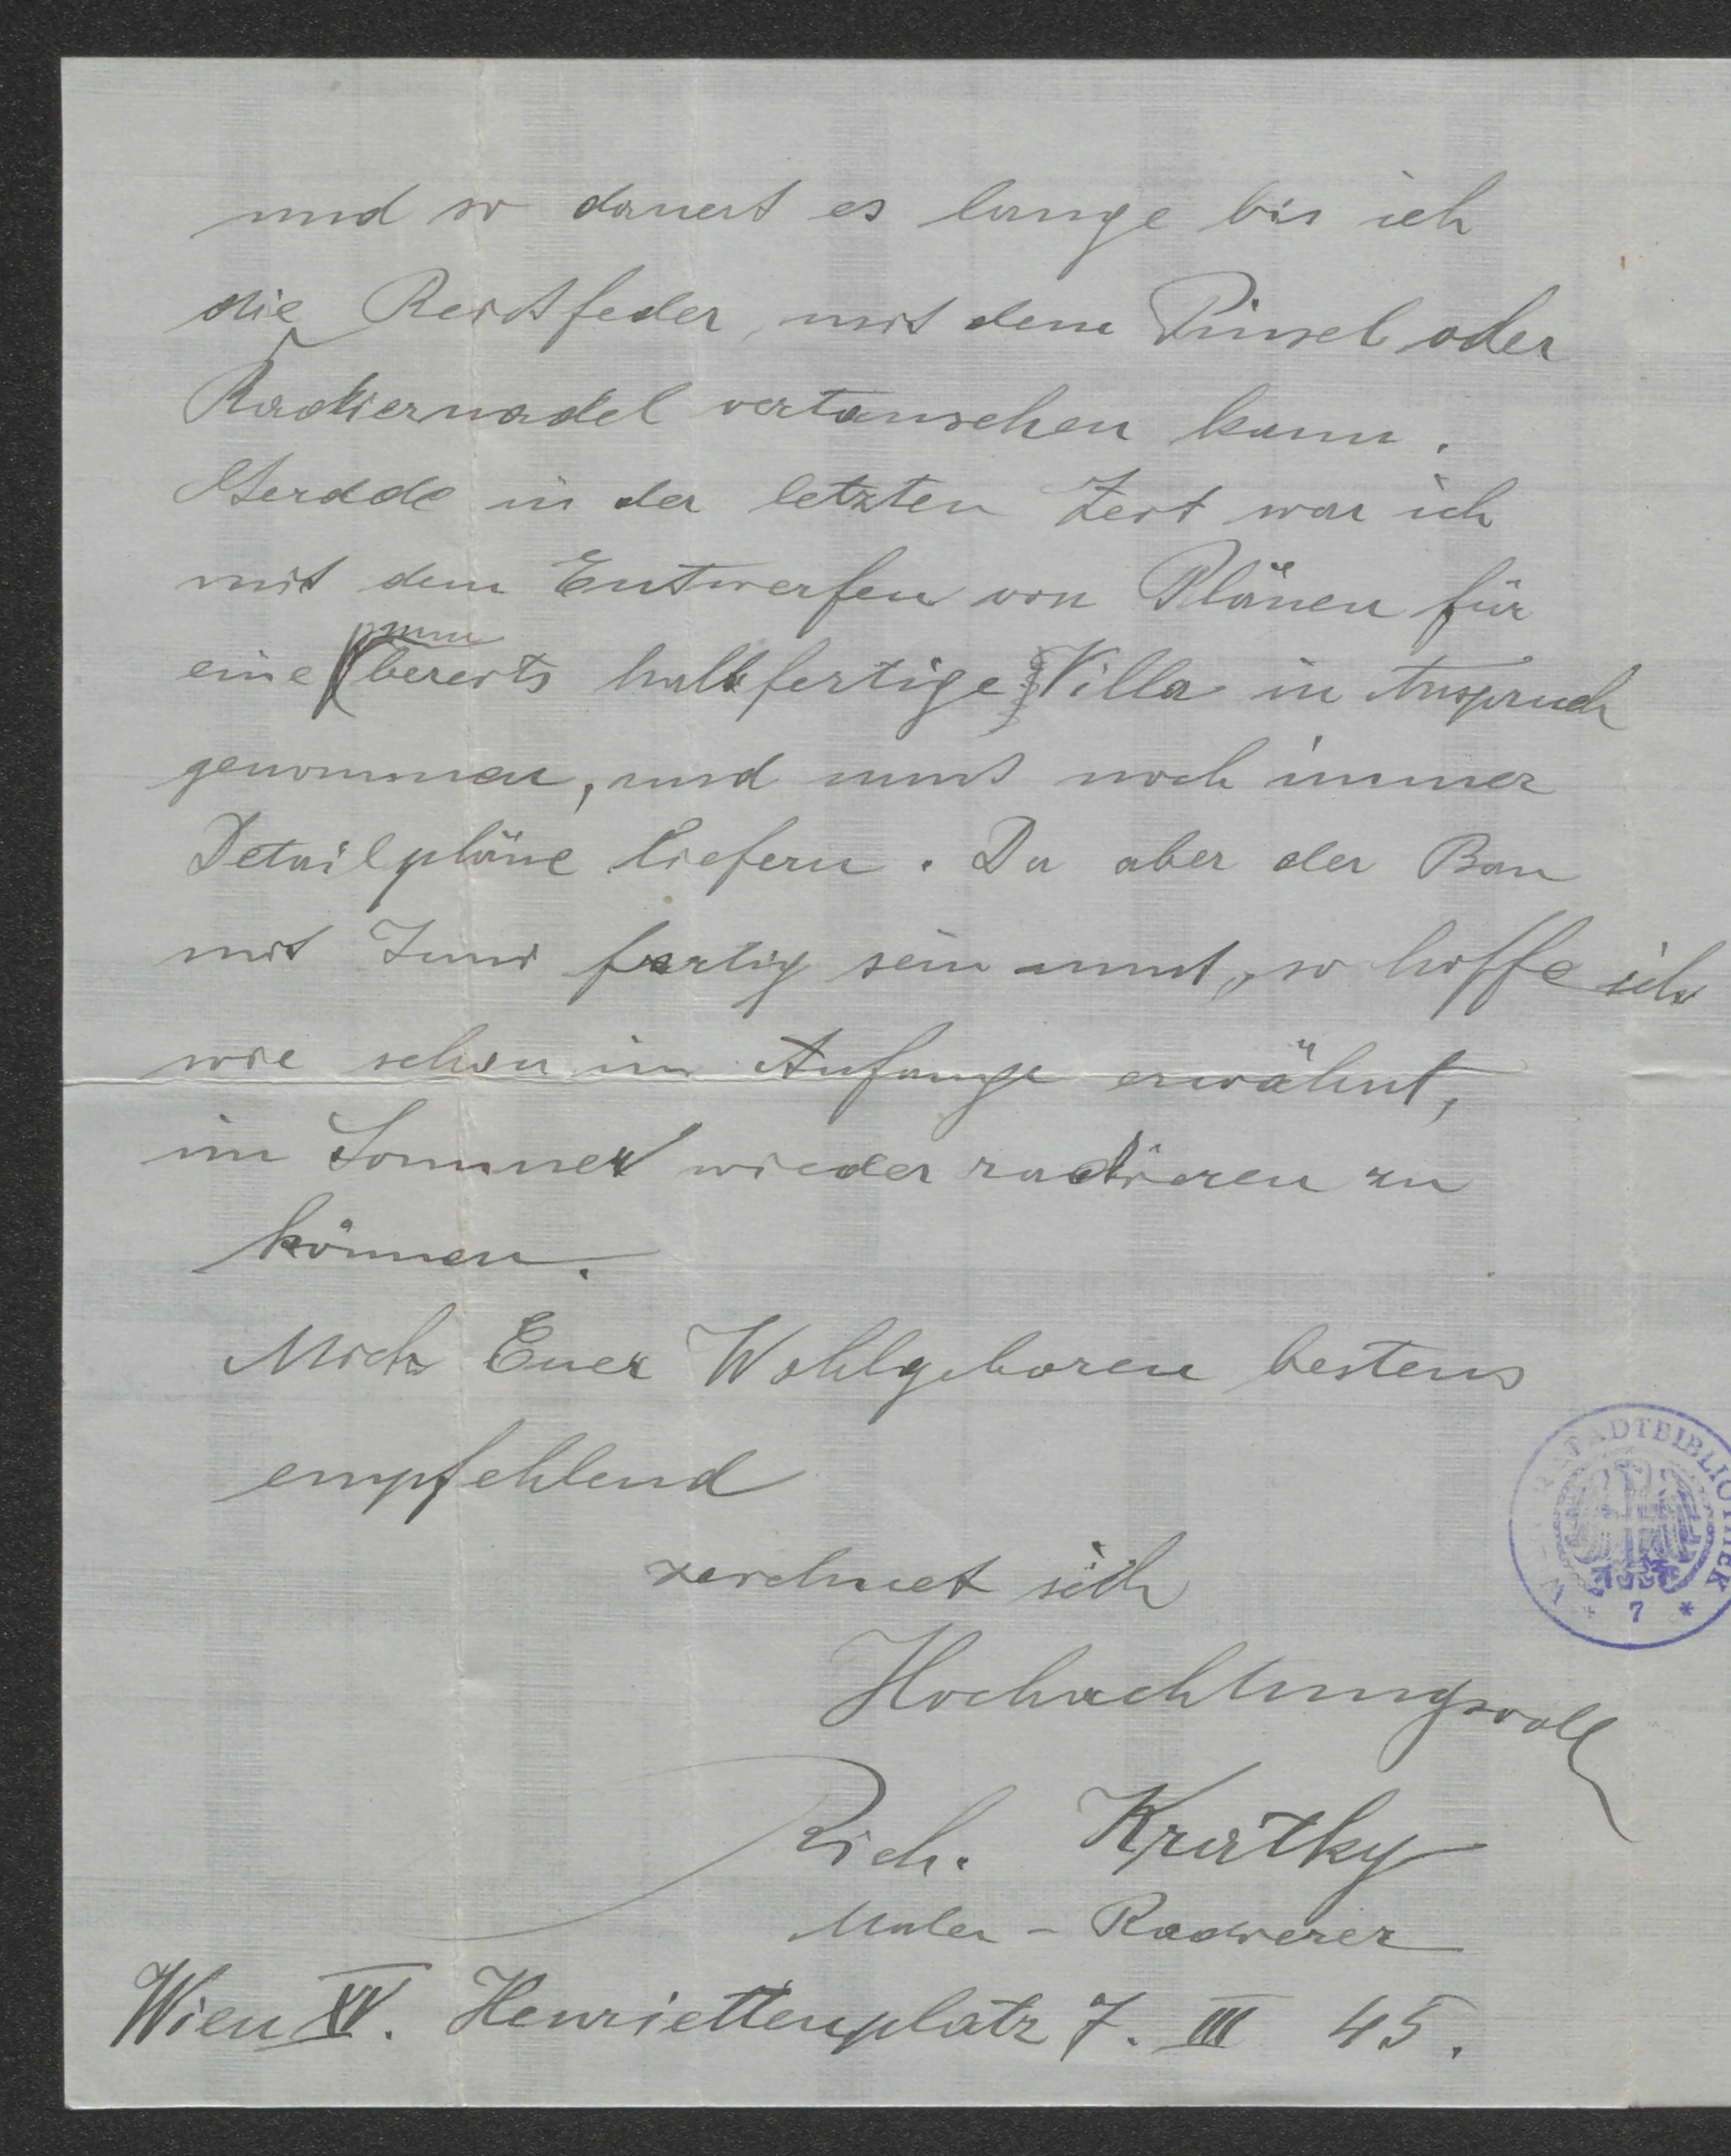 und so dauert es lange bis ich
die Reißfeder, mit dem Pinsel oder
Radiernadel vertauschen kann.
Gerade in der letzten Zeit war ich
mit dem Entwerfen von Plänen für
nun
eine bereits halbfertige Villa in Anspruch
genommen, und muß noch immer
Detailpläne liefern. Da aber der Bau
mit Juni fertig sein muß, so hoffe ich
wie schon im Anfange erwähnt,
im Sommer wieder radieren zu
können.
Mich Euer Wohlgeboren bestens
empfehlend
zeichnet sich
Hochachtungsvoll
Rich. Kratky
Maler - Radierer
Wien XV. Henriettenplatz 7. III 45.
STADTBIBLIOTHEK
* 7 *